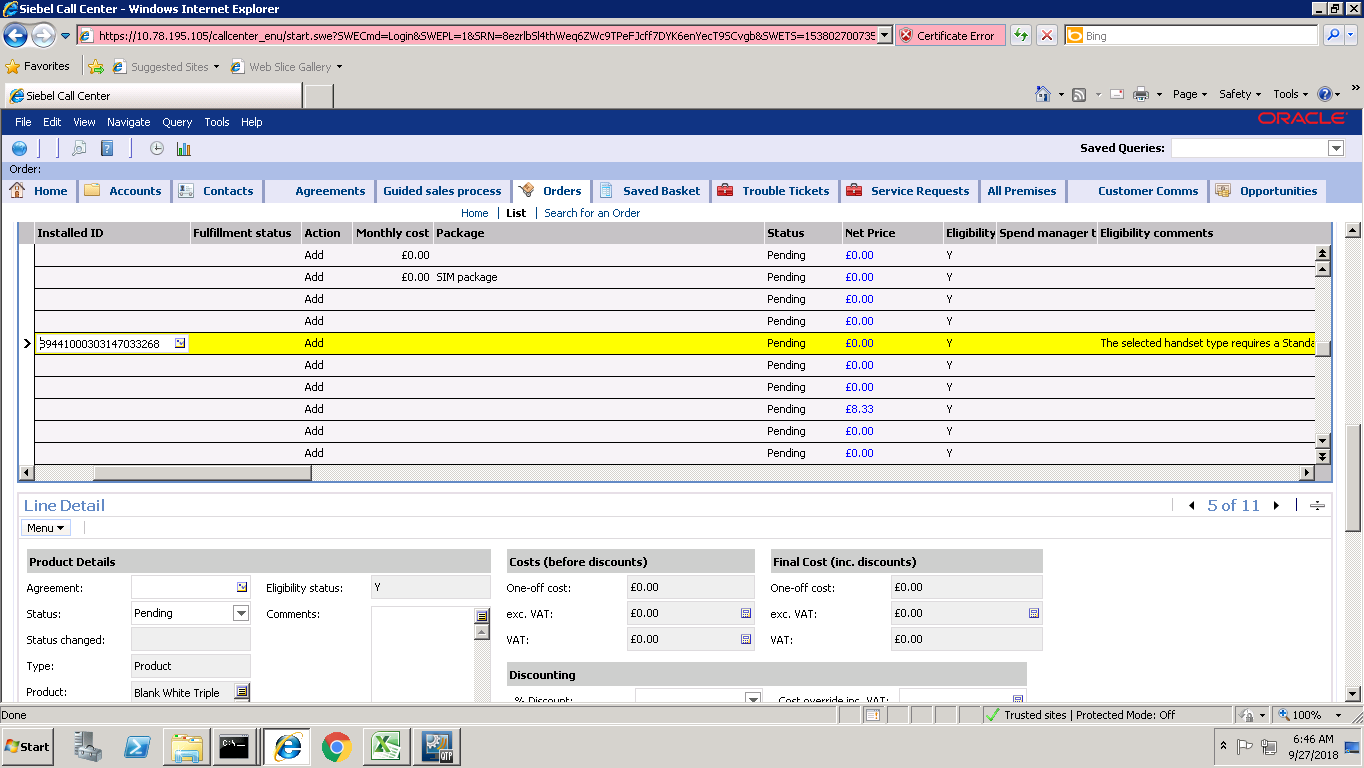 Siebel Call Center - Windows Internet Explorer
https://10.78.195.105/callcenter_enu/start.swe?SWECmd=Login&SWEPL=1&SRN=8ezrlbSl4thWeq6ZWc9TPeFJcff7DYK6enYecT9SCvgb&SWETS=15380270073 Certificate Error Bing
Favorites Suggested Sites Web Slice Gallery
Siebel Call Center Page Safety Tools
File Edit View Navigate Query Tools Help ORACLE
Saved Queries:
Order:
Home Accounts Contacts Agreements Guided sales process Orders Saved Basket Trouble Tickets Service Requests All Premises Customer Comms Opportunities
Home List Search for an Order
Installed ID Fulfillment status Action Monthly cost Package Status Net Price Eligibility Spend manager t Eligibility comments
Add £0.00 Pending £0.00 Y
Add £0.00 SIM package Pending £0.00 Y
Add Pending £0.00 Y
Add Pending £0.00 Y
39441000303147033268 Add Pending £0.00 Y The selected handset type requires a Standa
Add Pending £0.00 Y
Add Pending £0.00 Y
Add Pending £8.33 Y
Add Pending £0.00 Y
Add Pending £0.00 Y
Line Detail 5 of 11
Menu
Product Details Costs (before discounts) Final Cost (inc. discounts)
Agreement: Eligibility status: Y One-off cost: £0.00 One-off cost: £0.00
Status: Pending Comments: exc. VAT: £0.00 exc. VAT: £0.00
Status changed: VAT: £0.00 VAT: £0.00
Type: Product Discounting
Product: Blank White Triple % Discount: Cost override inc. VAT:
Done Trusted sites | Protected Mode: Off 100%
Start C:\. QTP 6:46 AM
9/27/2018